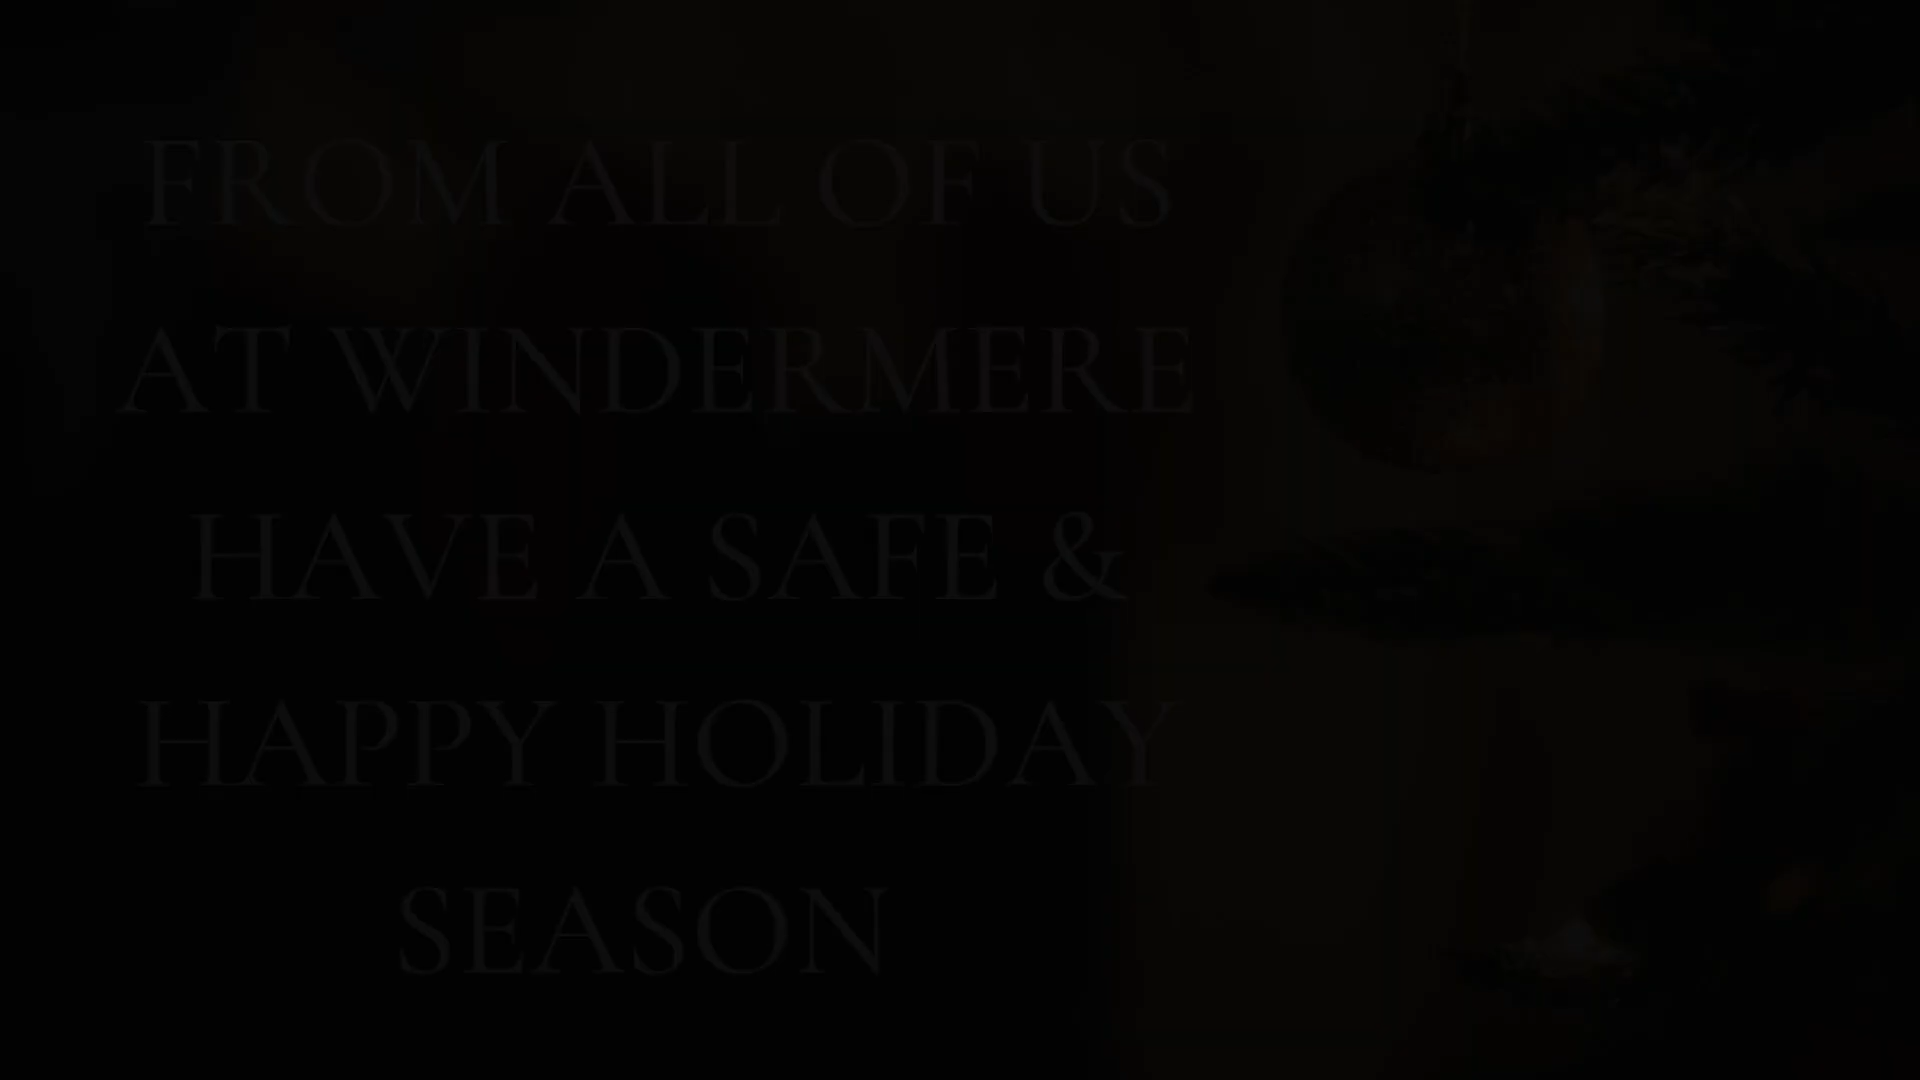 FROM ALL OF US
AT WINDERMERE
HAVE A SAFE &
HAPPY HOLIDAY
SEASON